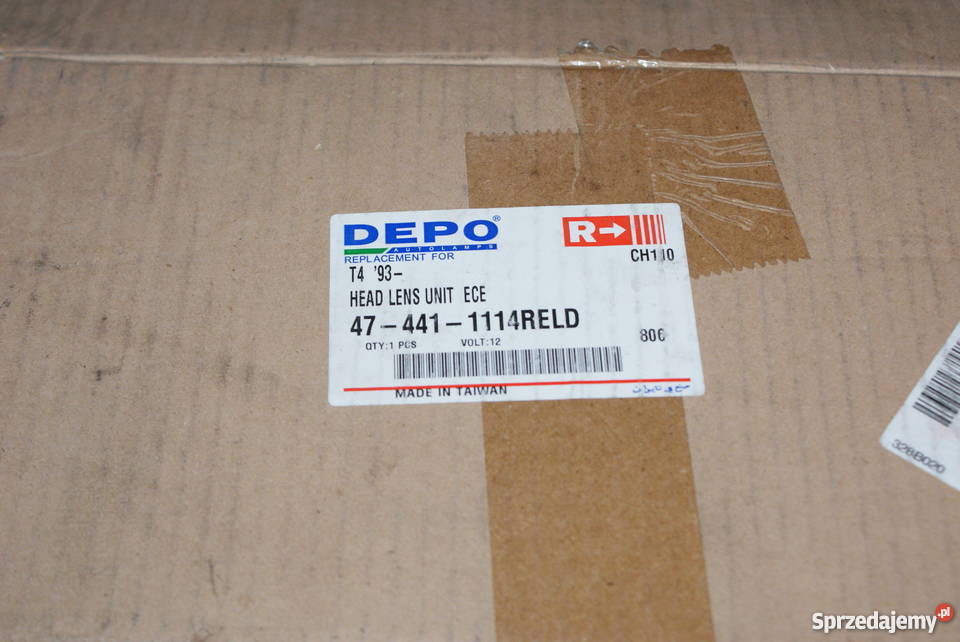 DEPO®
AUTOLAMPS
REPLACEMENT FOR
R→
CH110
T4 '93-
HEAD LENS UNIT ECE
47-441-1114RELD
806
QTY:1 PCS VOLT:12
MADE IN TAIWAN
328B020
Sprzedajemy.pl